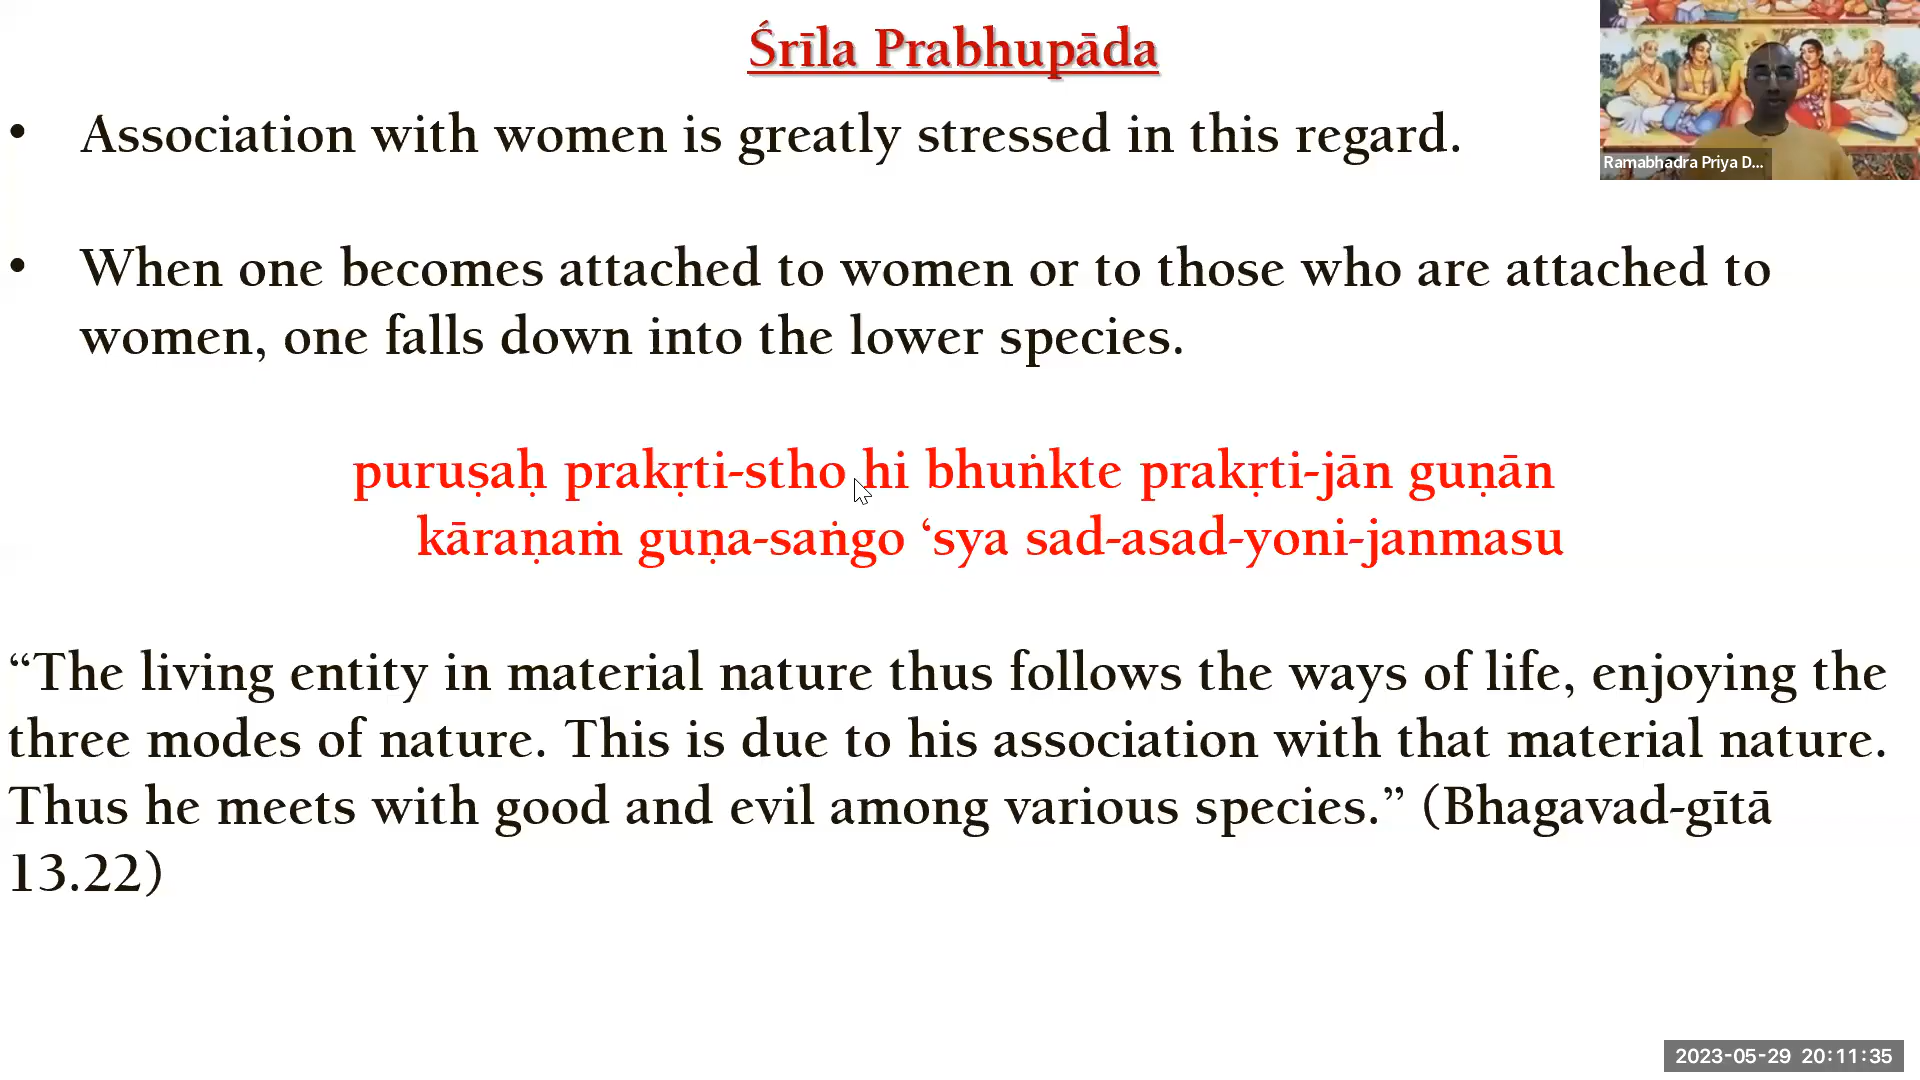 Śrīla Prabhupāda
• Association with women is greatly stressed in this regard.
• When one becomes attached to women or to those who are attached to
women, one falls down into the lower species.
puruṣaḥ prakṛti-stho hi bhuṅkte prakṛti-jān guṇān
kāraṇaṁ guṇa-saṅgo ‘sya sad-asad-yoni-janmasu
“The living entity in material nature thus follows the ways of life, enjoying the
three modes of nature. This is due to his association with that material nature.
Thus he meets with good and evil among various species.” (Bhagavad-gītā
13.22)
Ramabhadra Priya D...
2023-05-29 20:11:35